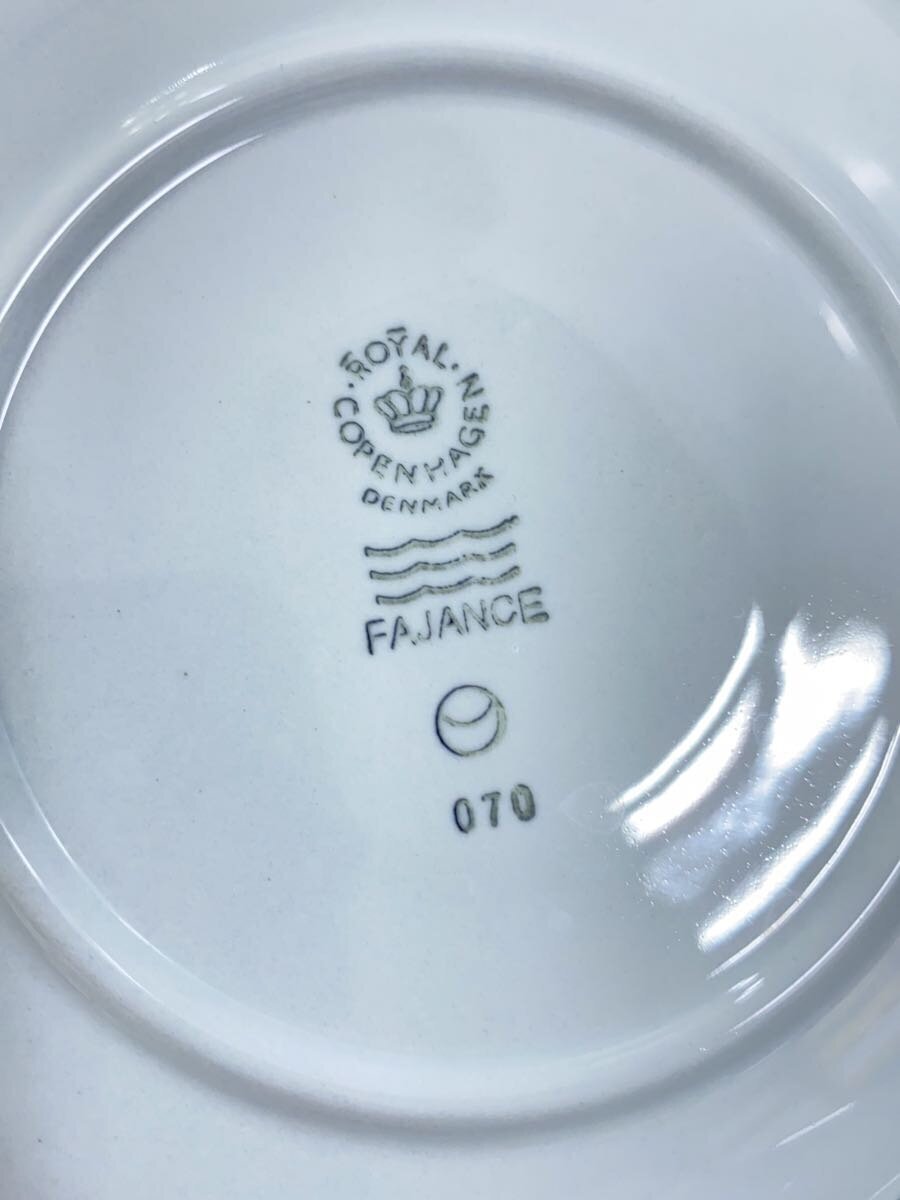 ROYAL
COPENHAGEN
DENMARK
FAJANCE
070